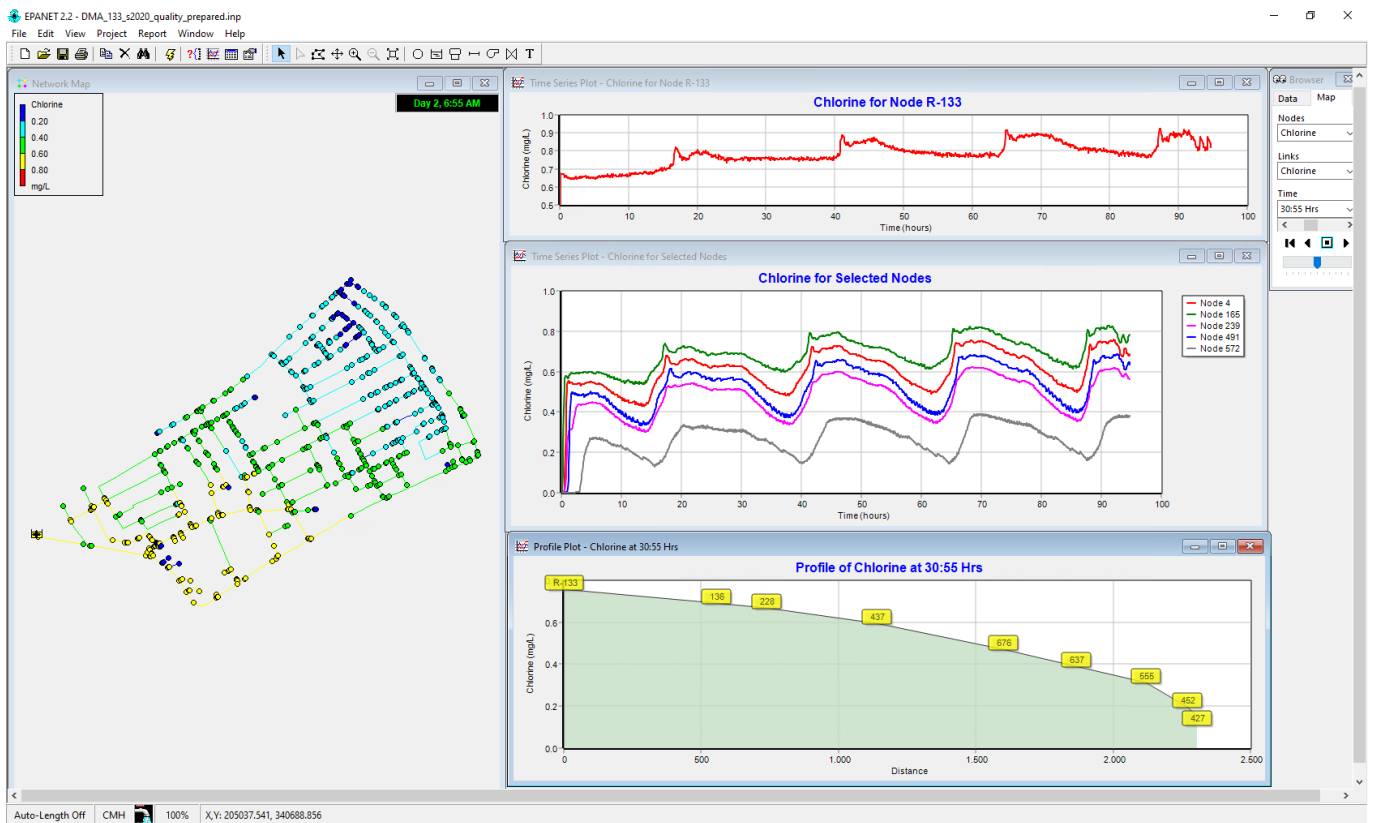 EPANET 2.2 - DMA_133_s2020_quality_prepared.inp
File Edit View Project Report Window Help
T
Network Map
Day 2, 6:55 AM
Chlorine
0.20
0.40
0.60
0.80
mg/L
Time Series Plot - Chlorine for Node R-133
Chlorine for Node R-133
Chlorine (mg/L)
1.0
0.9
0.8
0.7
0.6
0.5
0 10 20 30 40 50 60 70 80 90 100
Time (hours)
Time Series Plot - Chlorine for Selected Nodes
Chlorine for Selected Nodes
Chlorine (mg/L)
1.0
0.8
0.6
0.4
0.2
0.0
0 10 20 30 40 50 60 70 80 90 100
Time (hours)
Node 4
Node 165
Node 239
Node 491
Node 572
Profile Plot - Chlorine at 30:55 Hrs
Profile of Chlorine at 30:55 Hrs
Chlorine (mg/L)
0.6
0.4
0.2
0.0
R-133
136
228
437
676
637
555
452
427
0 500 1.000 1.500 2.000 2.500
Distance
Browser
Data Map
Nodes
Chlorine
Links
Chlorine
Time
30:55 Hrs
Auto-Length Off CMH 100% X,Y: 205037.541, 340688.856